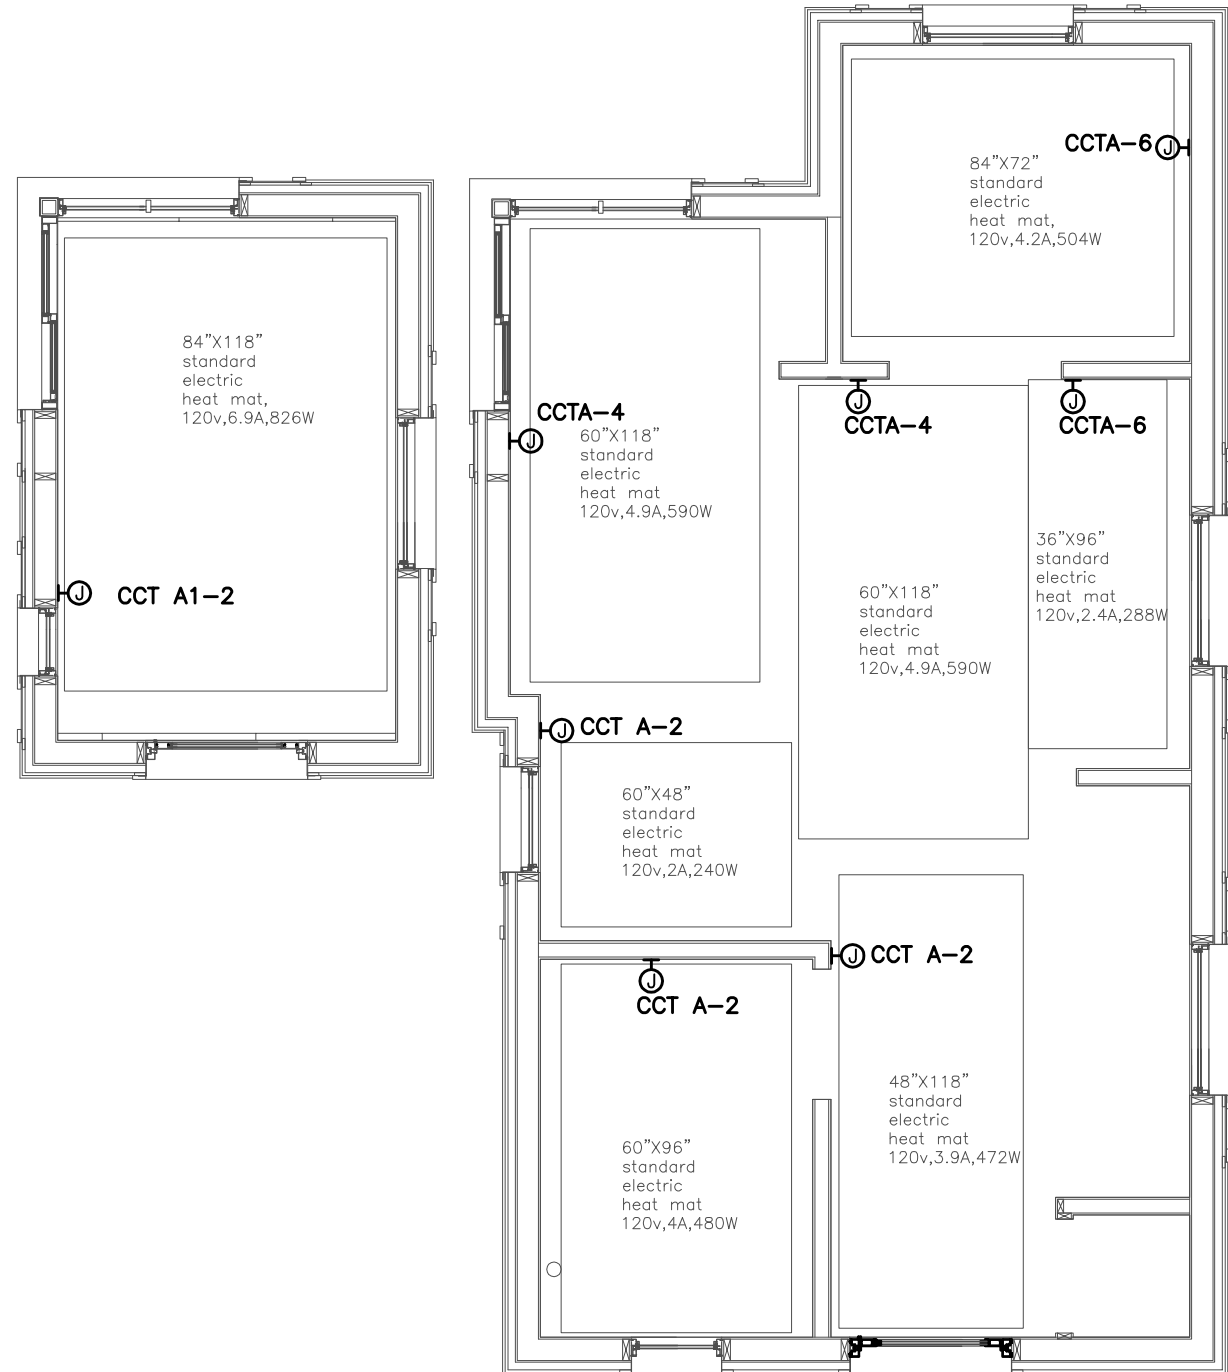 CCTA-6
J
84"X72"
standard
electric
heat mat,
120v,4.2A,504W
84"X118"
standard
electric
heat mat,
120v,6.9A,826W
J
CCT A1-2
CCTA-4
J
60"X118"
standard
electric
heat mat
120v,4.9A,590W
J
CCTA-4
J
CCTA-6
36"X96"
standard
electric
heat mat
120v,2.4A,288W
60"X118"
standard
electric
heat mat
120v,4.9A,590W
J
CCT A-2
60"X48"
standard
electric
heat mat
120v,2A,240W
J
CCT A-2
J
CCT A-2
48"X118"
standard
electric
heat mat
120v,3.9A,472W
60"X96"
standard
electric
heat mat
120v,4A,480W